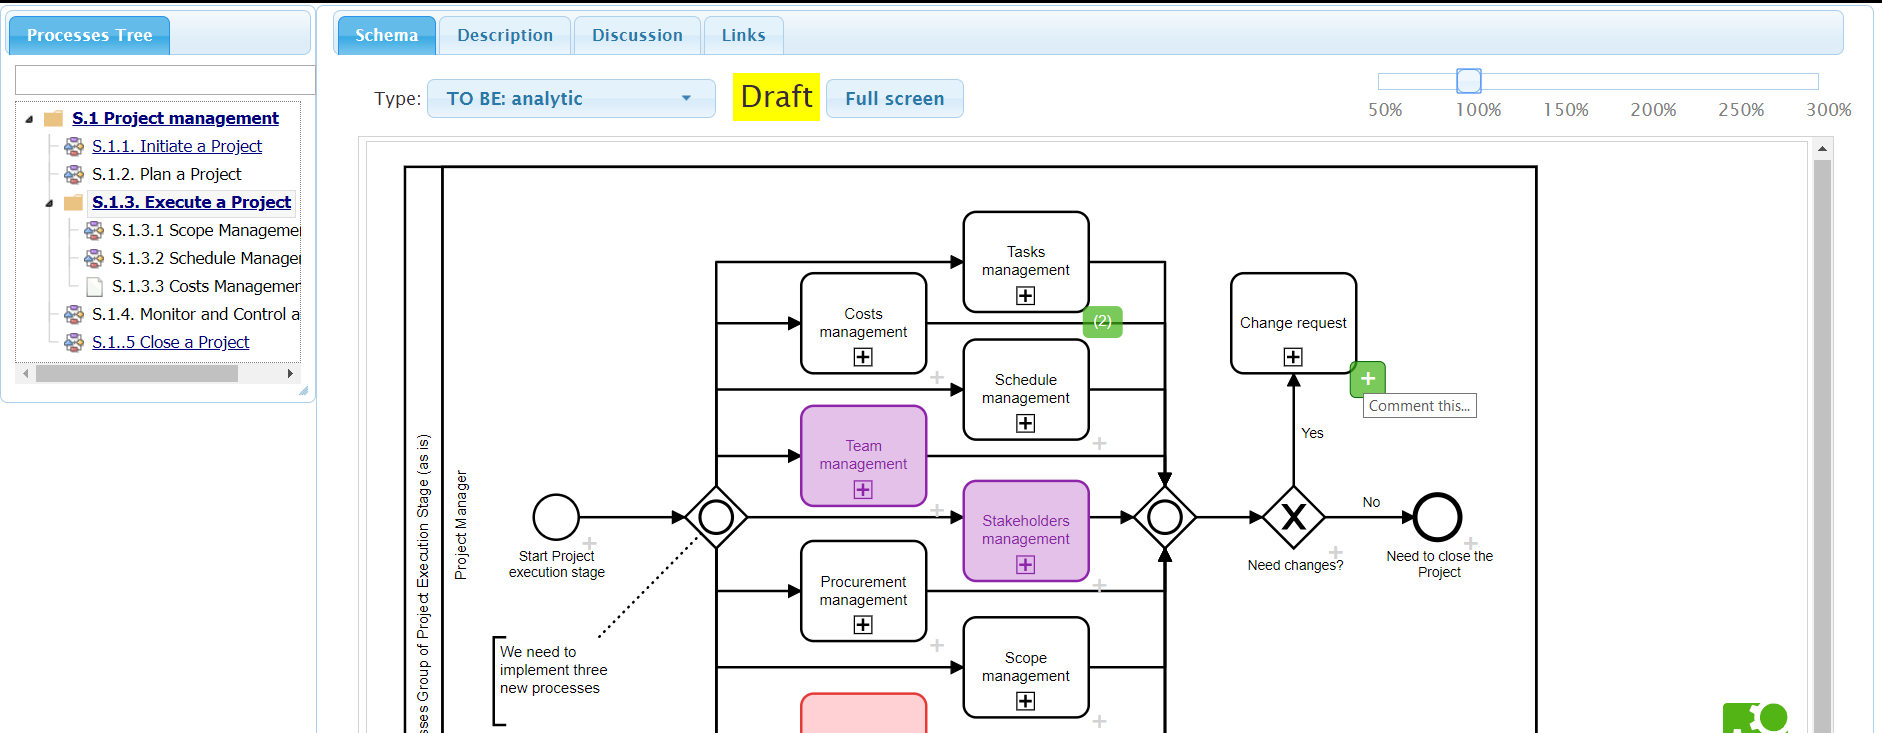 Processes Tree
S.1 Project management
S.1.1. Initiate a Project
S.1.2. Plan a Project
S.1.3. Execute a Project
S.1.3.1 Scope Manageme
S.1.3.2 Schedule Manage
S.1.3.3 Costs Managemen
S.1.4. Monitor and Control a
S.1..5 Close a Project
Schema
Description
Discussion
Links
Type:
TO BE: analytic
Draft
Full screen
50% 100% 150% 200% 250% 300%
sses Group of Project Execution Stage (as is)
Project Manager
Start Project
execution stage
We need to
implement three
new processes
Tasks
management
Costs
management
(2)
Schedule
management
Team
management
Stakeholders
management
Procurement
management
Scope
management
Change request
+
Comment this...
Yes
Need changes?
No
Need to close the
Project